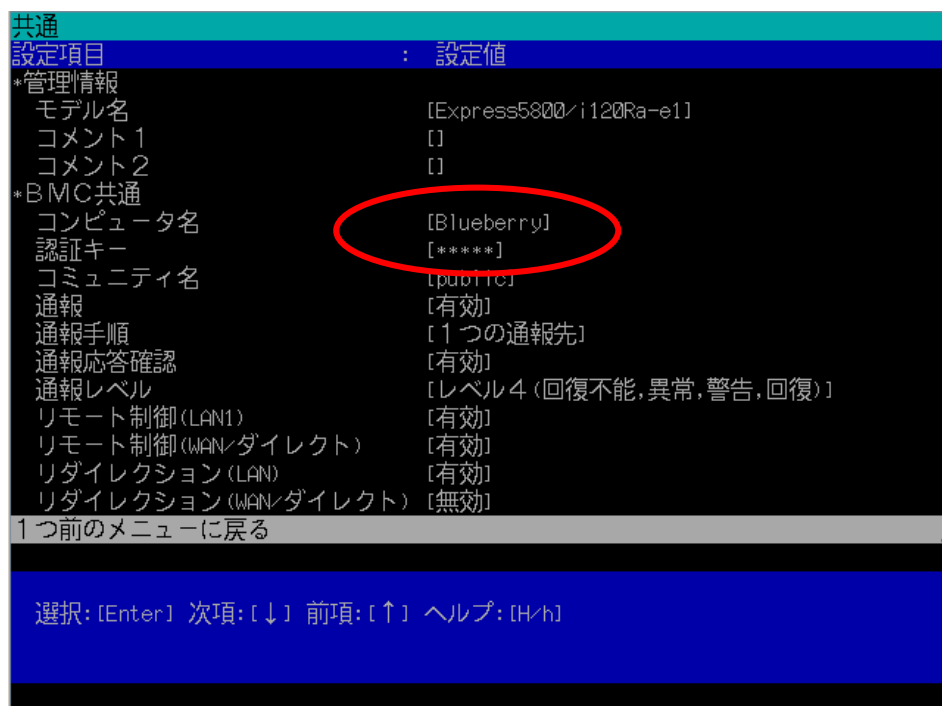 共通
設定項目 : 設定値
*管理情報
モデル名 [Express5800/i120Ra-e1]
コメント1 []
コメント2 []
*BMC共通
コンピュータ名 [Blueberry]
認証キー [*****]
コミュニティ名 [public]
通報 [有効]
通報手順 [1つの通報先]
通報応答確認 [有効]
通報レベル [レベル4(回復不能,異常,警告,回復)]
リモート制御(LAN1) [有効]
リモート制御(WAN/ダイレクト) [有効]
リダイレクション(LAN) [有効]
リダイレクション(WAN/ダイレクト) [無効]
1つ前のメニューに戻る
選択:[Enter] 次項:[↓] 前項:[↑] ヘルプ:[H/h]